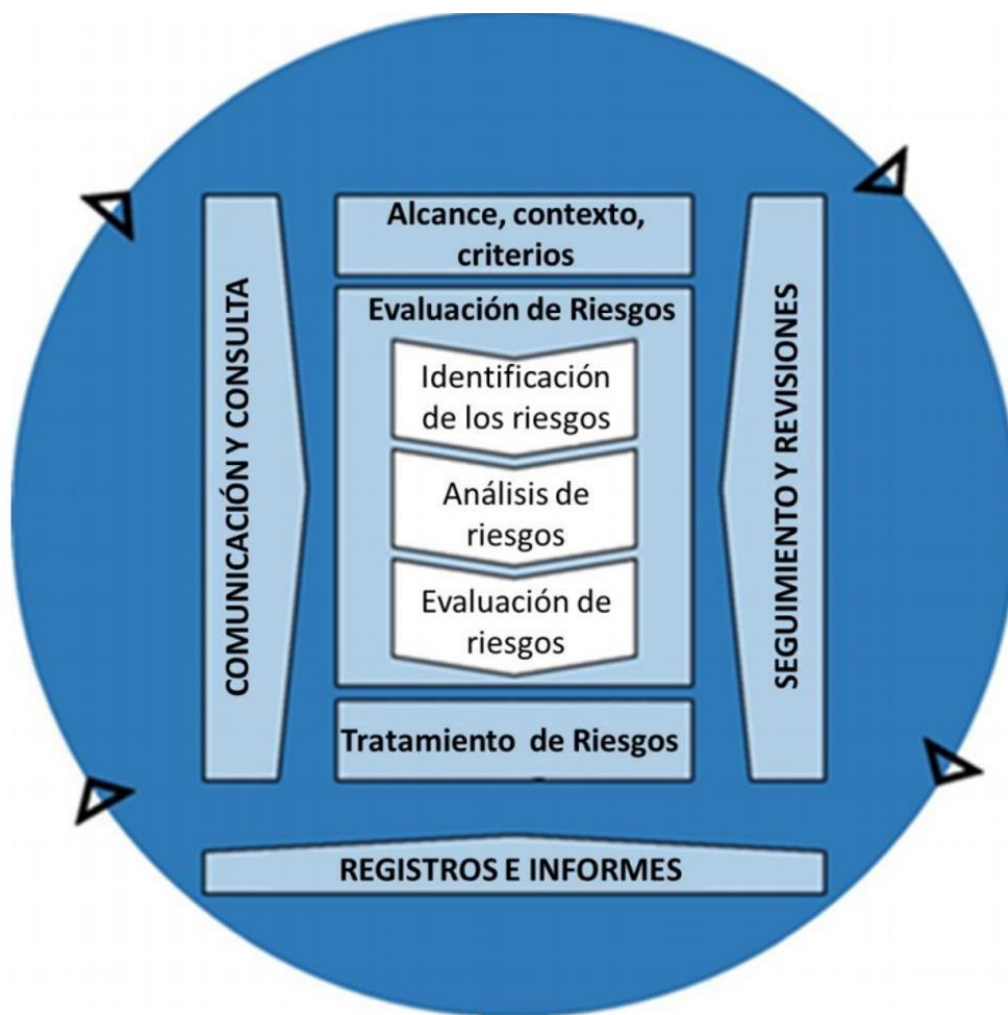 Alcance, contexto,
criterios
Evaluación de Riesgos
Identificación
de los riesgos
Análisis de
riesgos
Evaluación de
riesgos
Tratamiento de Riesgos
COMUNICACIÓN Y CONSULTA
SEGUIMIENTO Y REVISIONES
REGISTROS E INFORMES